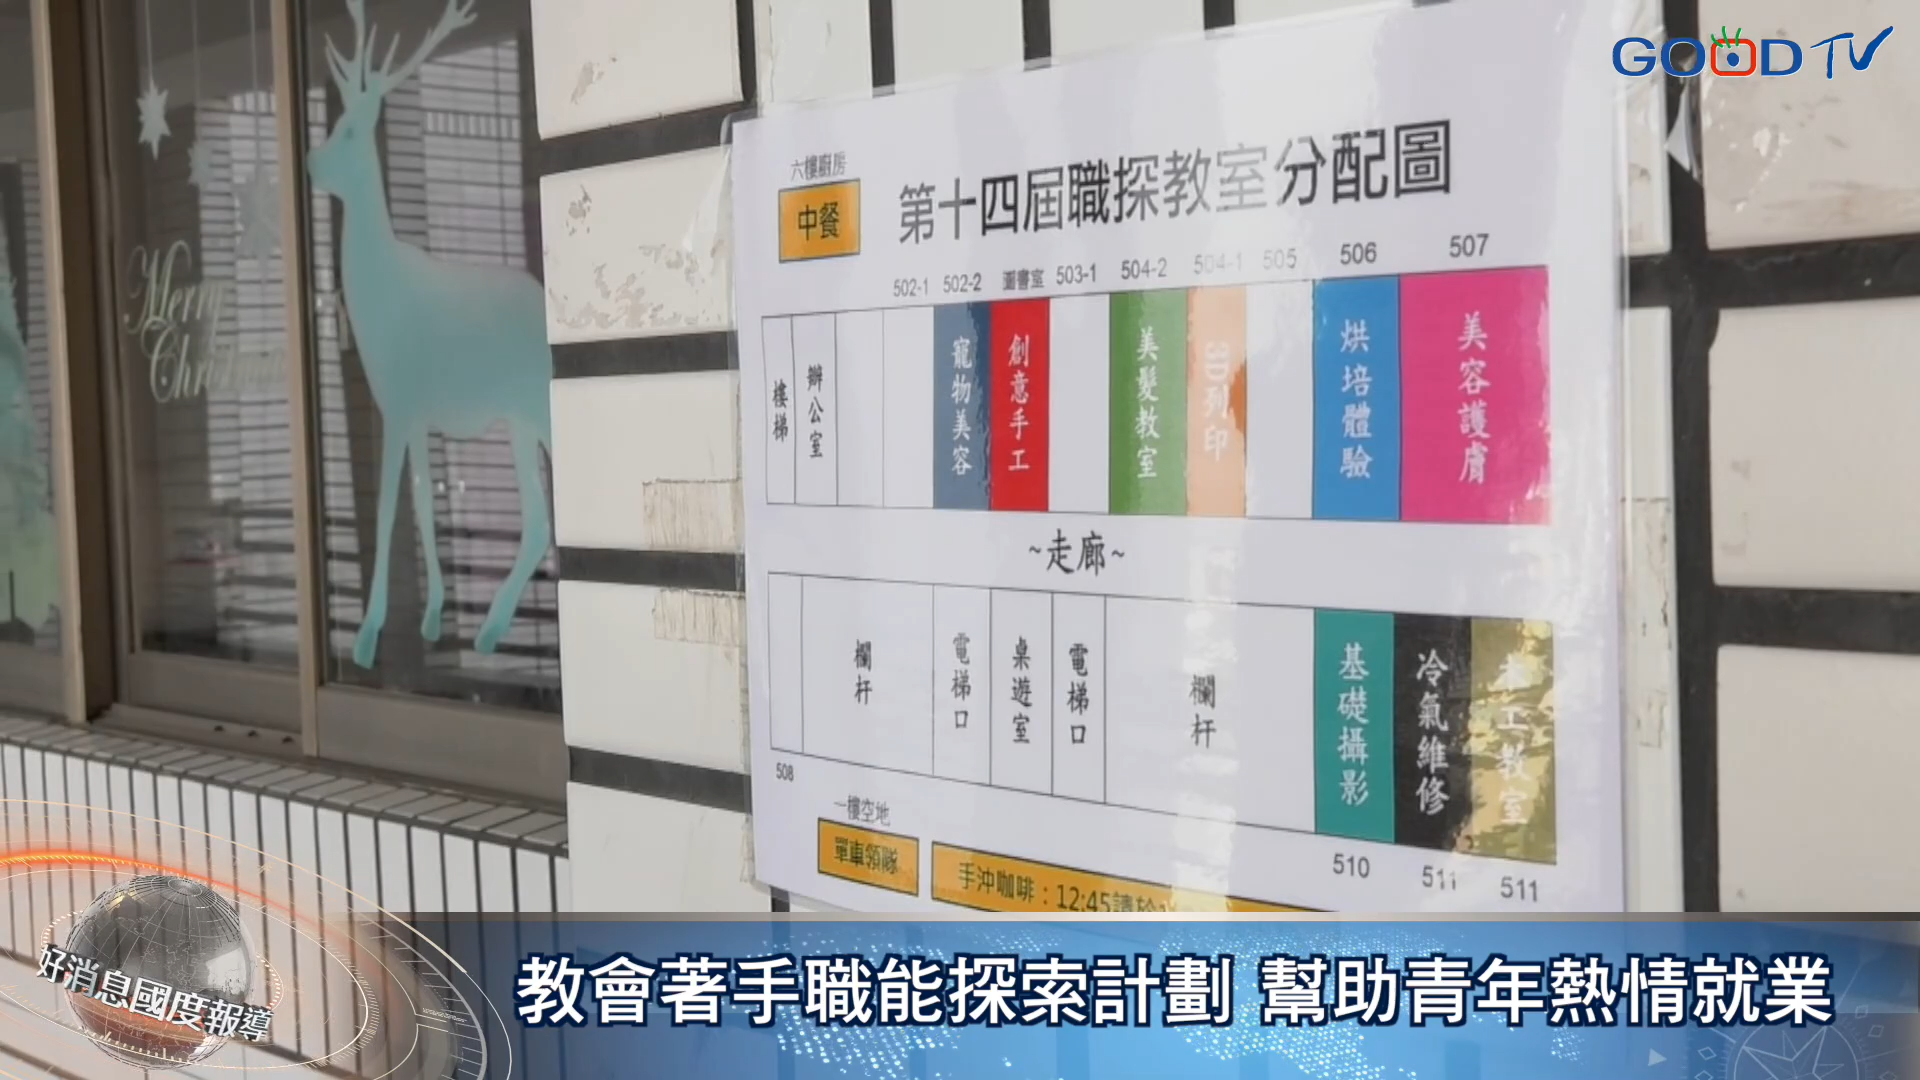 GOOD TV
Merry
六樓廚房
中餐
第十四屆職探教室分配圖
502-1 502-2 圖書室 503-1 504-2 504-1 505 506 507
樓梯
辦公室
寵物美容
創意手工
美髮教室
3D列印
烘培體驗
美容護膚
~走廊~
欄杆
電梯口
桌遊室
電梯口
欄杆
基礎攝影
冷氣維修
木工教室
508
510 511 511
一樓空地
單車領隊
手沖咖啡：12:45請於
好消息國度報導
教會著手職能探索計劃 幫助青年熱情就業